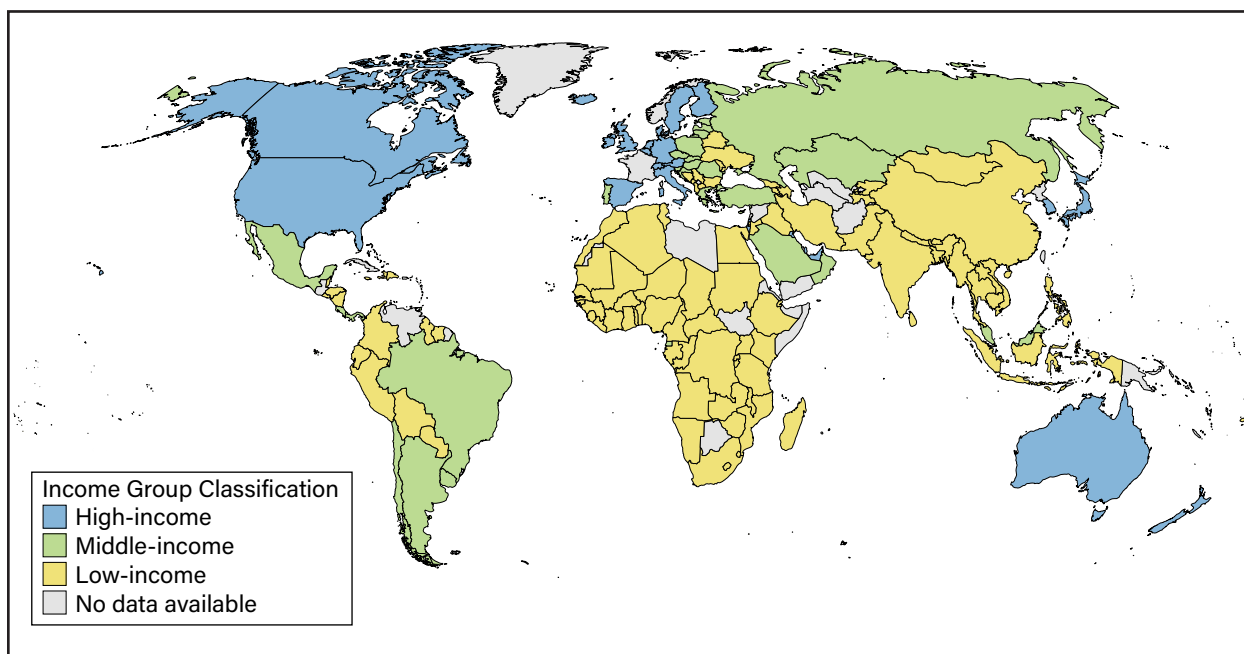 Income Group Classification
High-income
Middle-income
Low-income
No data available